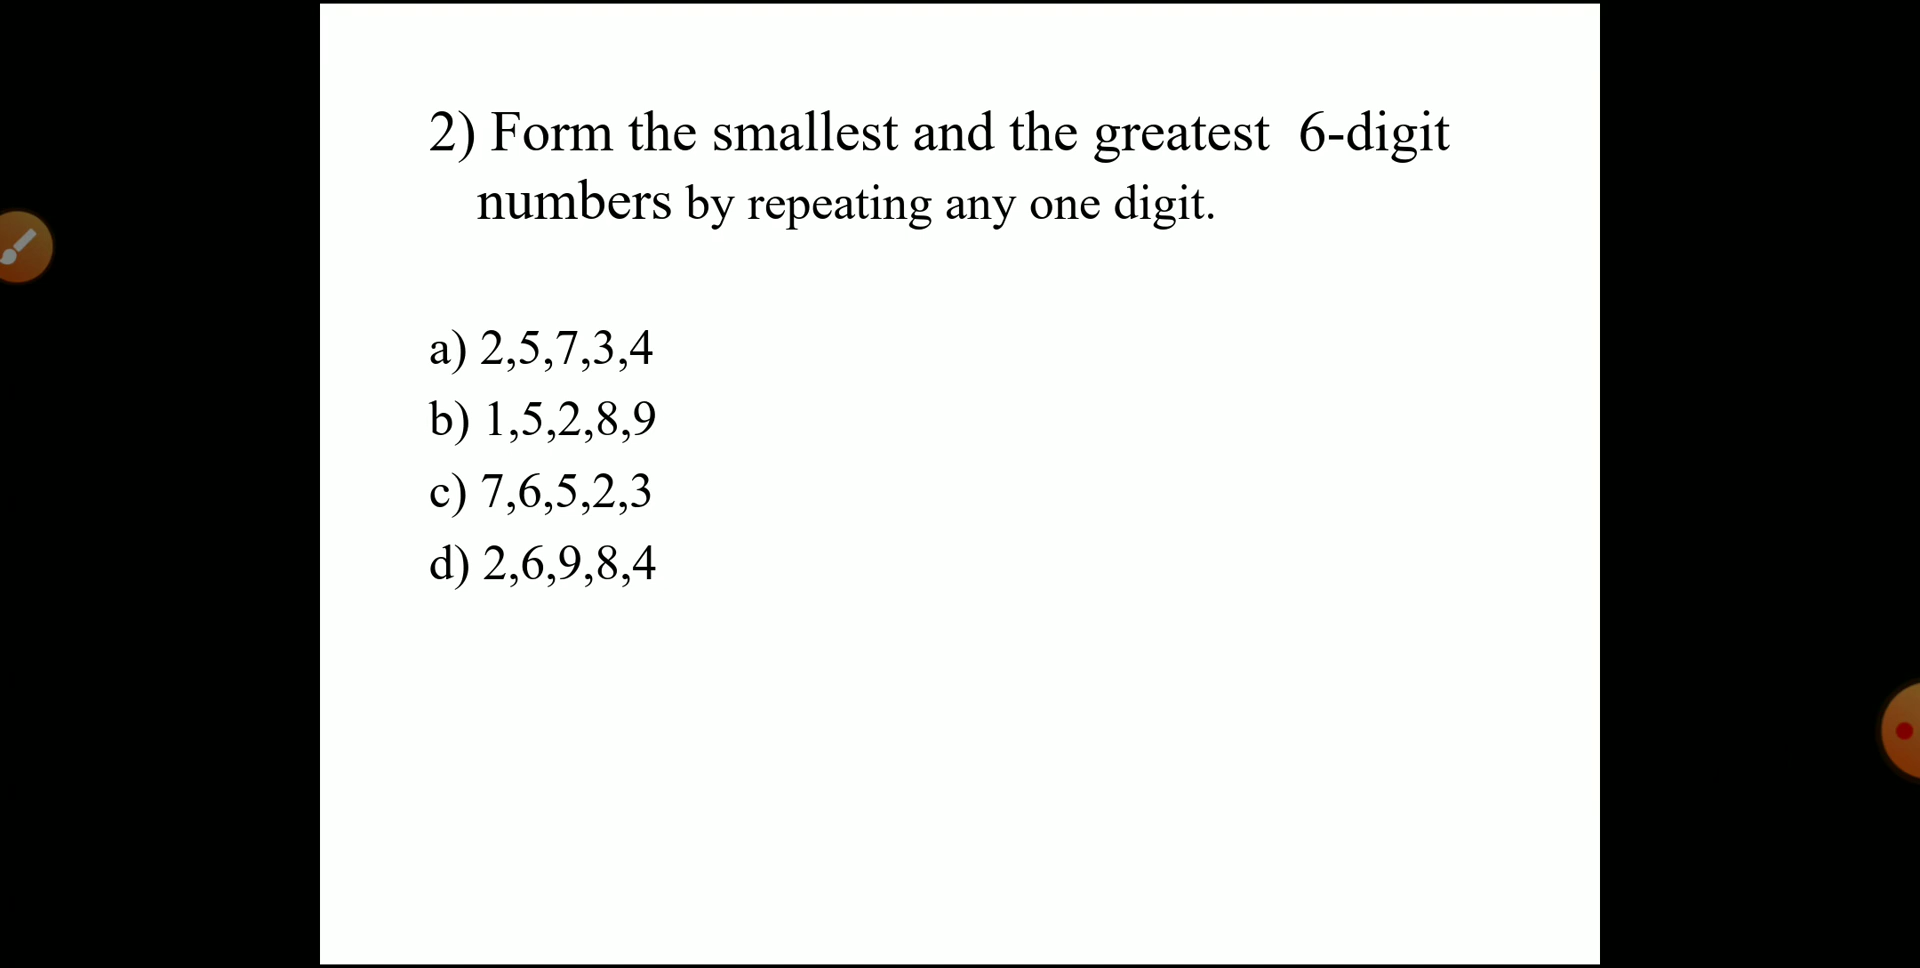 2) Form the smallest and the greatest 6-digit
numbers by repeating any one digit.
a) 2,5,7,3,4
b) 1,5,2,8,9
c) 7,6,5,2,3
d) 2,6,9,8,4